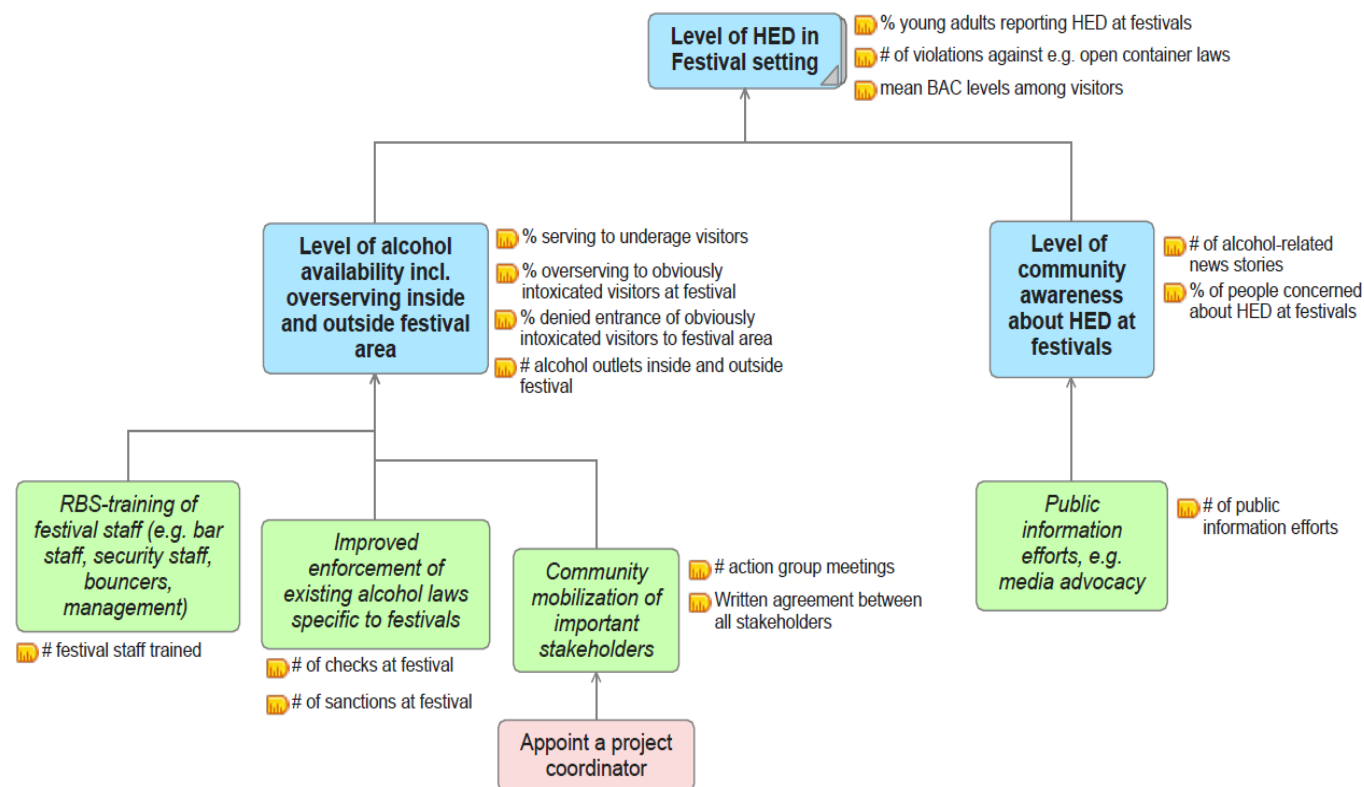 Level of HED in
Festival setting
% young adults reporting HED at festivals
# of violations against e.g. open container laws
mean BAC levels among visitors
Level of alcohol
availability incl.
overserving inside
and outside festival
area
% serving to underage visitors
% overserving to obviously
intoxicated visitors at festival
% denied entrance of obviously
intoxicated visitors to festival area
# alcohol outlets inside and outside
festival
Level of
community
awareness
about HED at
festivals
# of alcohol-related
news stories
% of people concerned
about HED at festivals
RBS-training of
festival staff (e.g. bar
staff, security staff,
bouncers,
management)
# festival staff trained
Improved
enforcement of
existing alcohol laws
specific to festivals
# of checks at festival
# of sanctions at festival
Community
mobilization of
important
stakeholders
# action group meetings
Written agreement between
all stakeholders
Public
information
efforts, e.g.
media advocacy
# of public
information efforts
Appoint a project
coordinator